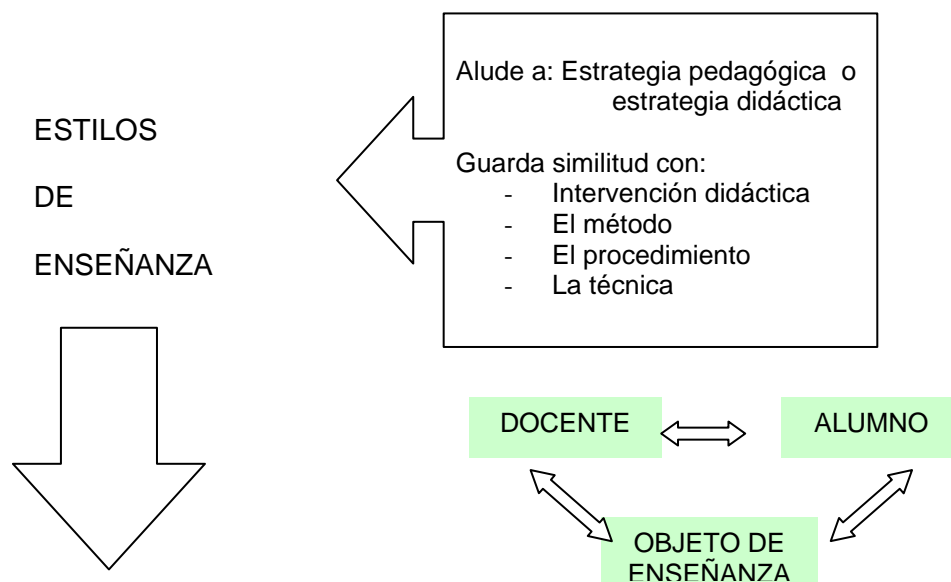 ESTILOS
DE
ENSEÑANZA
Alude a: Estrategia pedagógica o
estrategia didáctica
Guarda similitud con:
- Intervención didáctica
- El método
- El procedimiento
- La técnica
DOCENTE
ALUMNO
OBJETO DE
ENSEÑANZA